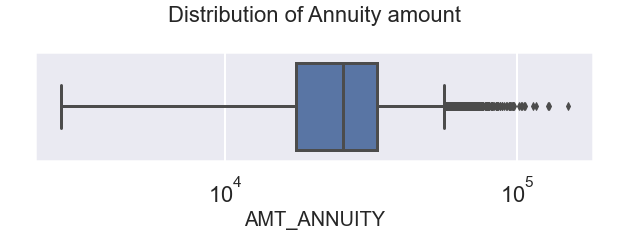 Distribution of Annuity amount
10^4 10^5
AMT_ANNUITY